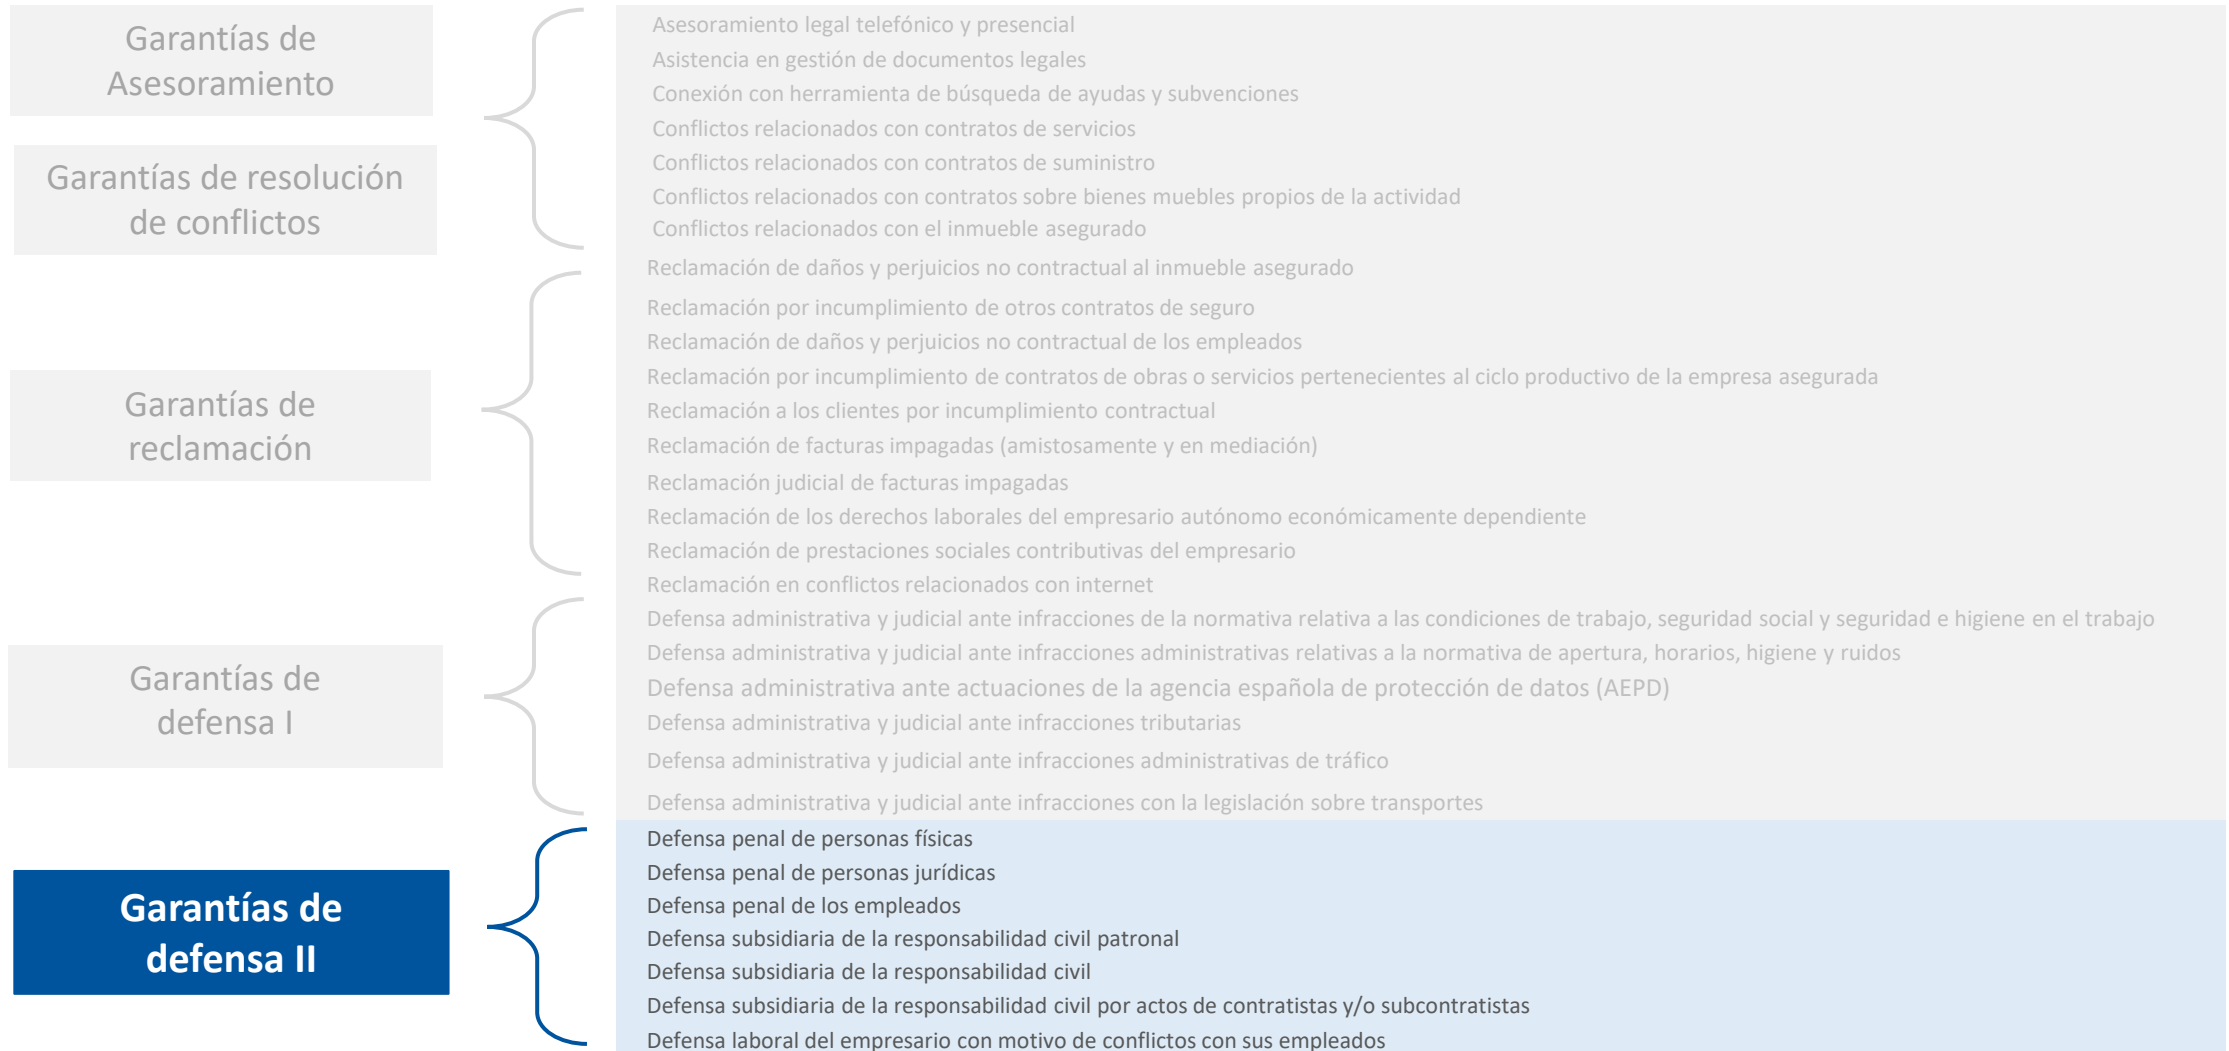 Garantías de
Asesoramiento
Garantías de resolución
de conflictos
Asesoramiento legal telefónico y presencial
Asistencia en gestión de documentos legales
Conexión con herramienta de búsqueda de ayudas y subvenciones
Conflictos relacionados con contratos de servicios
Conflictos relacionados con contratos de suministro
Conflictos relacionados con contratos sobre bienes muebles propios de la actividad
Conflictos relacionados con el inmueble asegurado
Garantías de
reclamación
Reclamación de daños y perjuicios no contractual al inmueble asegurado
Reclamación por incumplimiento de otros contratos de seguro
Reclamación de daños y perjuicios no contractual de los empleados
Reclamación por incumplimiento de contratos de obras o servicios pertenecientes al ciclo productivo de la empresa asegurada
Reclamación a los clientes por incumplimiento contractual
Reclamación de facturas impagadas (amistosamente y en mediación)
Reclamación judicial de facturas impagadas
Reclamación de los derechos laborales del empresario autónomo económicamente dependiente
Reclamación de prestaciones sociales contributivas del empresario
Reclamación en conflictos relacionados con internet
Garantías de
defensa I
Defensa administrativa y judicial ante infracciones de la normativa relativa a las condiciones de trabajo, seguridad social y seguridad e higiene en el trabajo
Defensa administrativa y judicial ante infracciones administrativas relativas a la normativa de apertura, horarios, higiene y ruidos
Defensa administrativa ante actuaciones de la agencia española de protección de datos (AEPD)
Defensa administrativa y judicial ante infracciones tributarias
Defensa administrativa y judicial ante infracciones administrativas de tráfico
Defensa administrativa y judicial ante infracciones con la legislación sobre transportes
Garantías de
defensa II
Defensa penal de personas físicas
Defensa penal de personas jurídicas
Defensa penal de los empleados
Defensa subsidiaria de la responsabilidad civil patronal
Defensa subsidiaria de la responsabilidad civil
Defensa subsidiaria de la responsabilidad civil por actos de contratistas y/o subcontratistas
Defensa laboral del empresario con motivo de conflictos con sus empleados